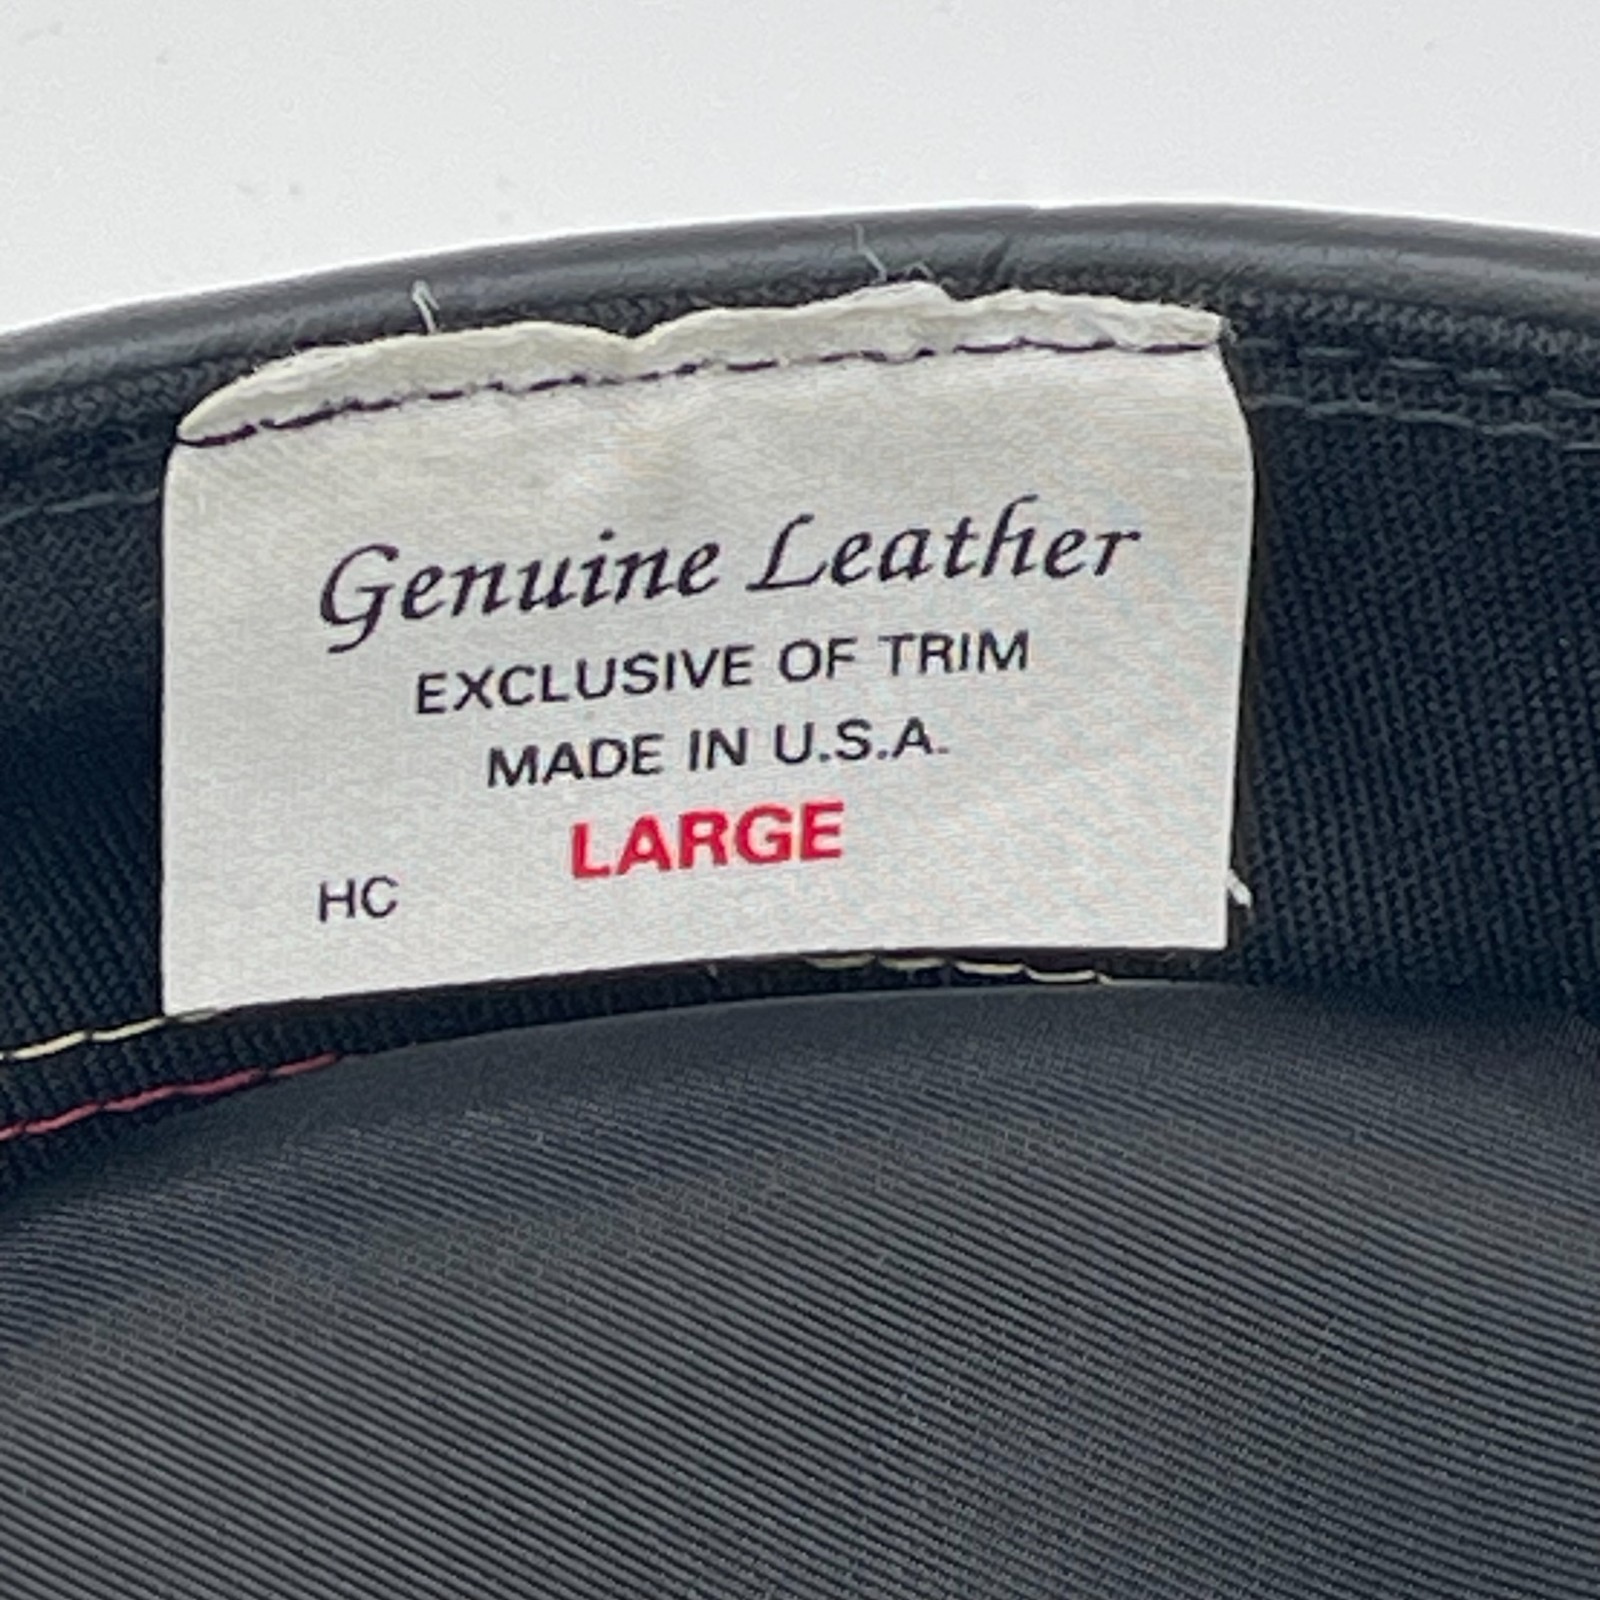 Genuine Leather
EXCLUSIVE OF TRIM
MADE IN U.S.A.
LARGE
HC